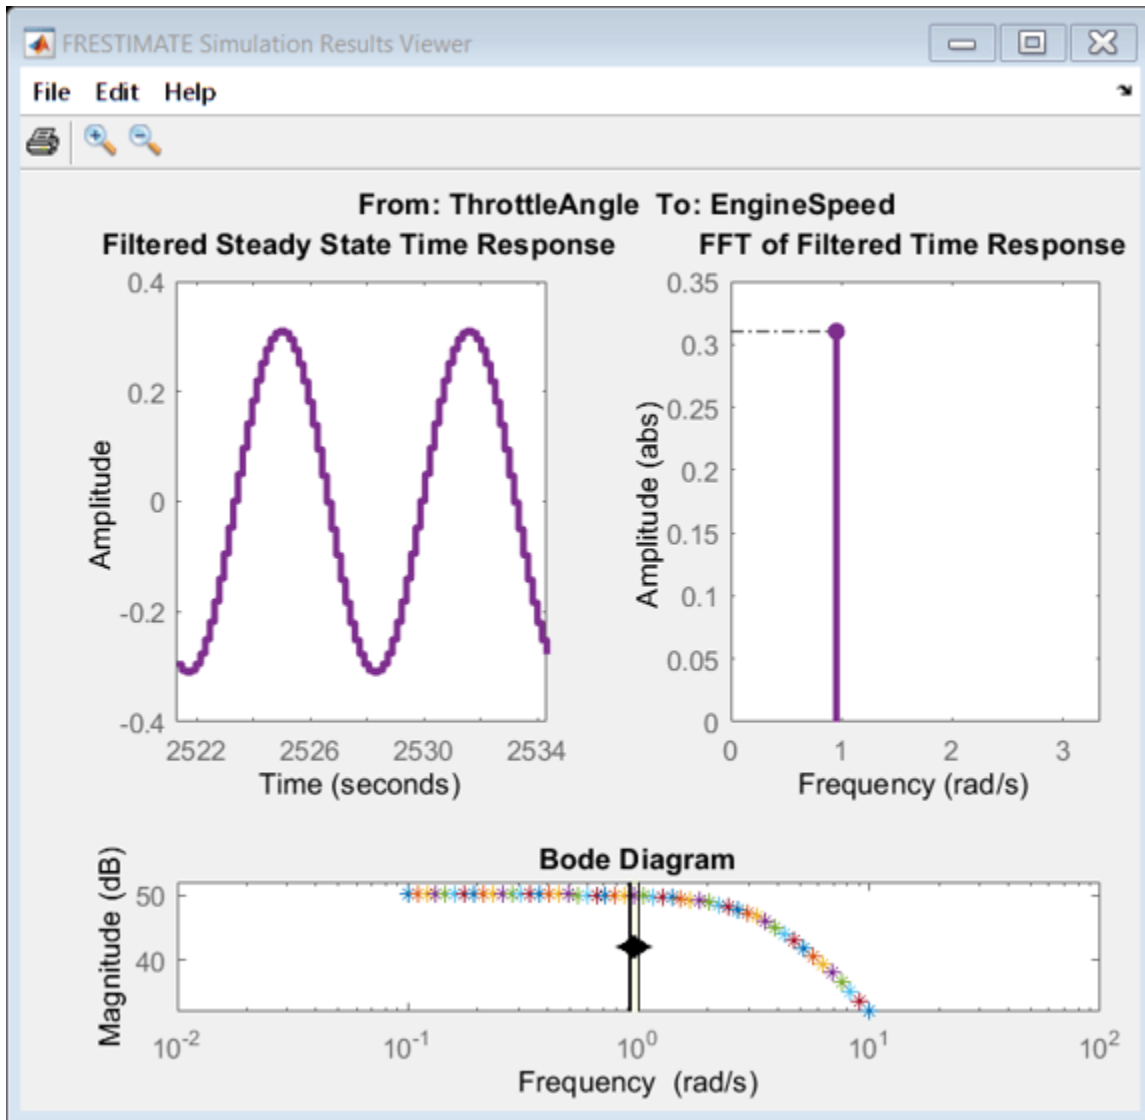 FRESTIMATE Simulation Results Viewer
File Edit Help
From: ThrottleAngle To: EngineSpeed
Filtered Steady State Time Response
0.4
0.2
0
-0.2
-0.4
Amplitude
2522 2526 2530 2534
Time (seconds)
FFT of Filtered Time Response
0.35
0.3
0.25
0.2
0.15
0.1
0.05
0
Amplitude (abs)
0 1 2 3
Frequency (rad/s)
Bode Diagram
50
40
Magnitude (dB)
10^-2 10^-1 10^0 10^1 10^2
Frequency (rad/s)